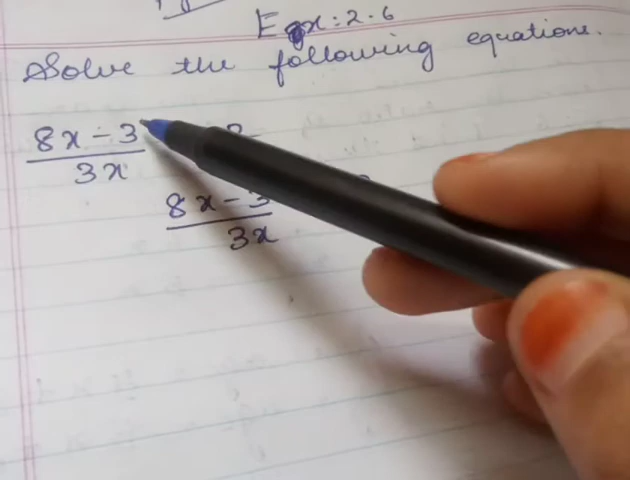 Ex: 2.6
Solve the following equations.
8x-3
3x
8x-3
3x